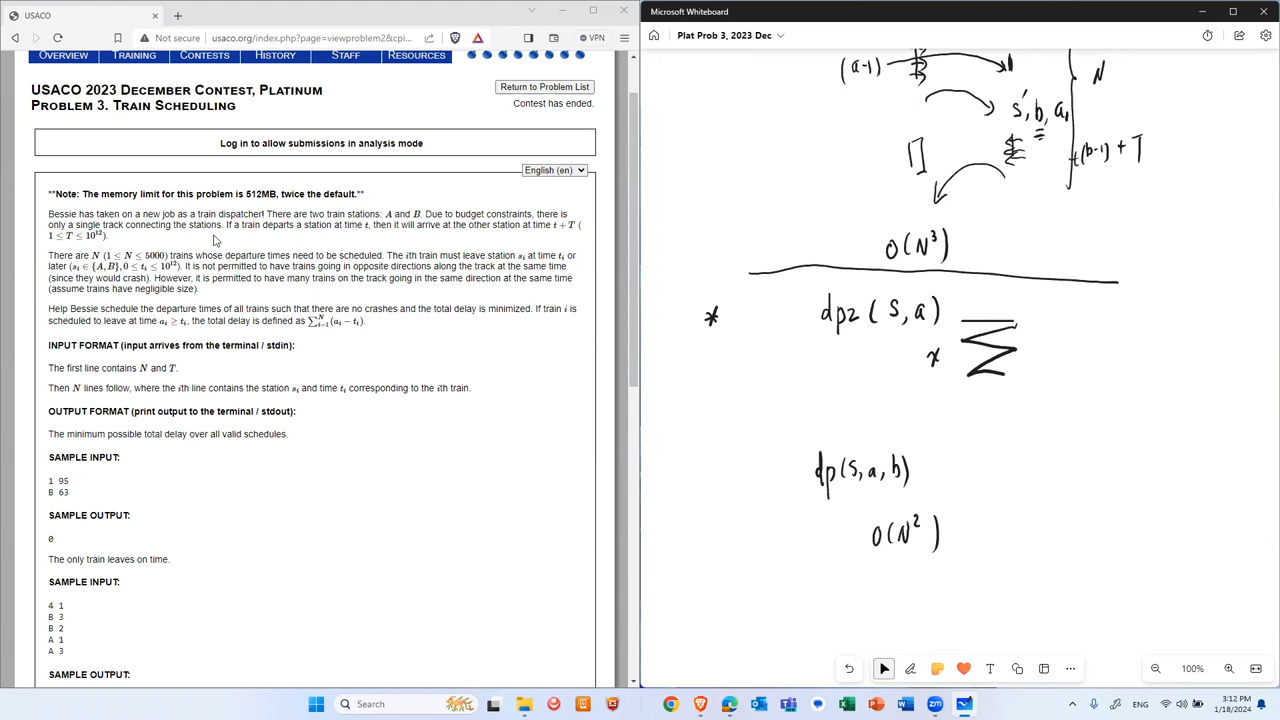 USACO
Microsoft Whiteboard
Not secure
usaco.org/index.php?page=viewproblem2&cpi...
VPN
Plat Prob 3, 2023 Dec
OVERVIEW
TRAINING
CONTESTS
HISTORY
STAFF
RESOURCES
USACO 2023 DECEMBER CONTEST, PLATINUM
PROBLEM 3. TRAIN SCHEDULING
Return to Problem List
Contest has ended.
Log in to allow submissions in analysis mode
English (en)
**Note: The memory limit for this problem is 512MB, twice the default.**
Bessie has taken on a new job as a train dispatcher! There are two train stations: A and B. Due to budget constraints, there is
only a single track connecting the stations. If a train departs a station at time t, then it will arrive at the other station at time t + T (
1 ≤ T ≤ 10^12).
There are N (1 ≤ N ≤ 5000) trains whose departure times need to be scheduled. The ith train must leave station s_i at time t_i or
later (s_i ∈ {A, B}, 0 ≤ t_i ≤ 10^12). It is not permitted to have trains going in opposite directions along the track at the same time
(since they would crash). However, it is permitted to have many trains on the track going in the same direction at the same time
(assume trains have negligible size).
Help Bessie schedule the departure times of all trains such that there are no crashes and the total delay is minimized. If train i is
scheduled to leave at time a_i ≥ t_i, the total delay is defined as ∑_{i=1}^N (a_i − t_i).
INPUT FORMAT (input arrives from the terminal / stdin):
The first line contains N and T.
Then N lines follow, where the ith line contains the station s_i and time t_i corresponding to the ith train.
OUTPUT FORMAT (print output to the terminal / stdout):
The minimum possible total delay over all valid schedules.
SAMPLE INPUT:
1 95
B 63
SAMPLE OUTPUT:
0
The only train leaves on time.
SAMPLE INPUT:
4 1
B 3
B 2
A 1
A 3
SAMPLE OUTPUT:
(a-1)
N
s', b, a,
t(b-1) + T
O(N^3)
* dp2(s, a)
x
dp(s, a, b)
O(N^2)
100%
Search
ENG
3:12 PM
1/18/2024